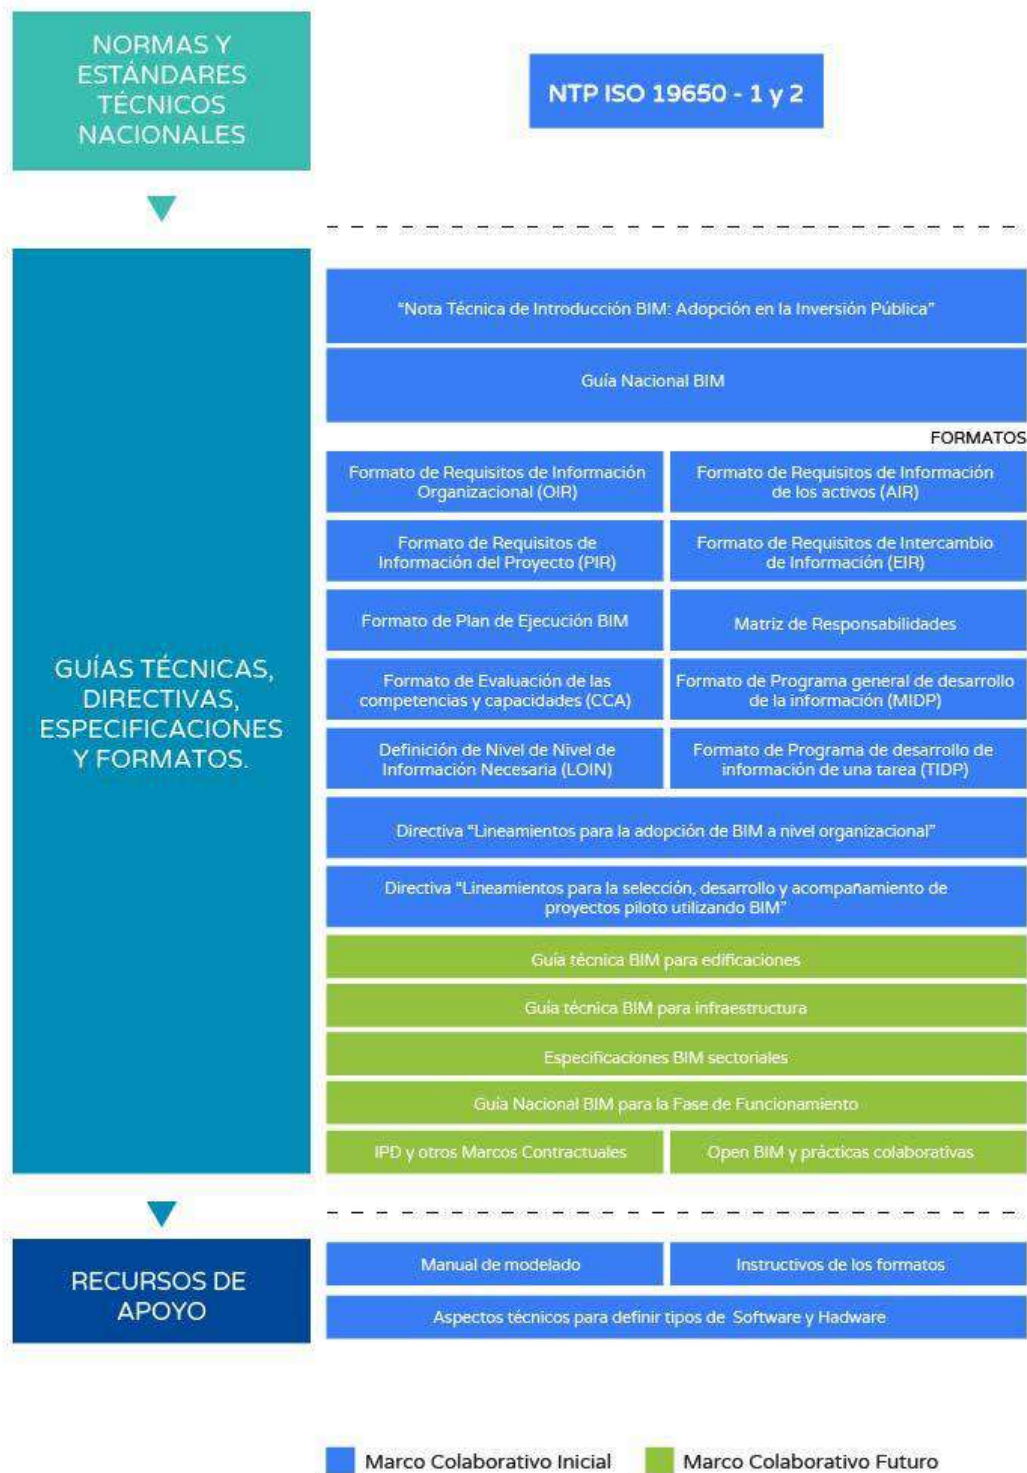 NORMAS Y
ESTÁNDARES
TÉCNICOS
NACIONALES
NTP ISO 19650 - 1 y 2
GUÍAS TÉCNICAS,
DIRECTIVAS,
ESPECIFICACIONES
Y FORMATOS.
“Nota Técnica de Introducción BIM: Adopción en la Inversión Pública”
Guía Nacional BIM
FORMATOS
Formato de Requisitos de Información
Organizacional (OIR)
Formato de Requisitos de Información
de los activos (AIR)
Formato de Requisitos de
Información del Proyecto (PIR)
Formato de Requisitos de Intercambio
de Información (EIR)
Formato de Plan de Ejecución BIM
Matriz de Responsabilidades
Formato de Evaluación de las
competencias y capacidades (CCA)
Formato de Programa general de desarrollo
de la información (MIDP)
Definición de Nivel de Nivel de
Información Necesaria (LOIN)
Formato de Programa de desarrollo de
información de una tarea (TIDP)
Directiva “Lineamientos para la adopción de BIM a nivel organizacional”
Directiva “Lineamientos para la selección, desarrollo y acompañamiento de
proyectos piloto utilizando BIM”
Guía técnica BIM para edificaciones
Guía técnica BIM para infraestructura
Especificaciones BIM sectoriales
Guía Nacional BIM para la Fase de Funcionamiento
IPD y otros Marcos Contractuales
Open BIM y prácticas colaborativas
RECURSOS DE
APOYO
Manual de modelado
Instructivos de los formatos
Aspectos técnicos para definir tipos de Software y Hadware
Marco Colaborativo Inicial
Marco Colaborativo Futuro